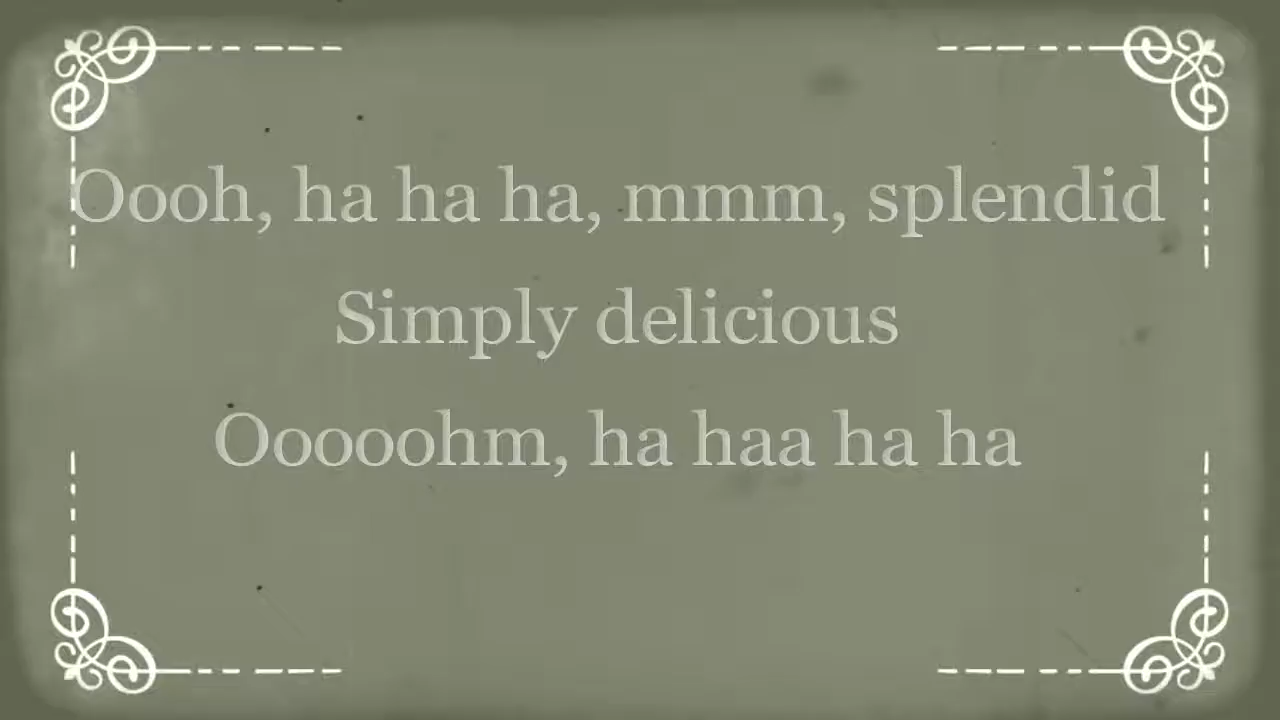 Oooh, ha ha ha, mmm, splendid
Simply delicious
Ooooohm, ha haa ha ha